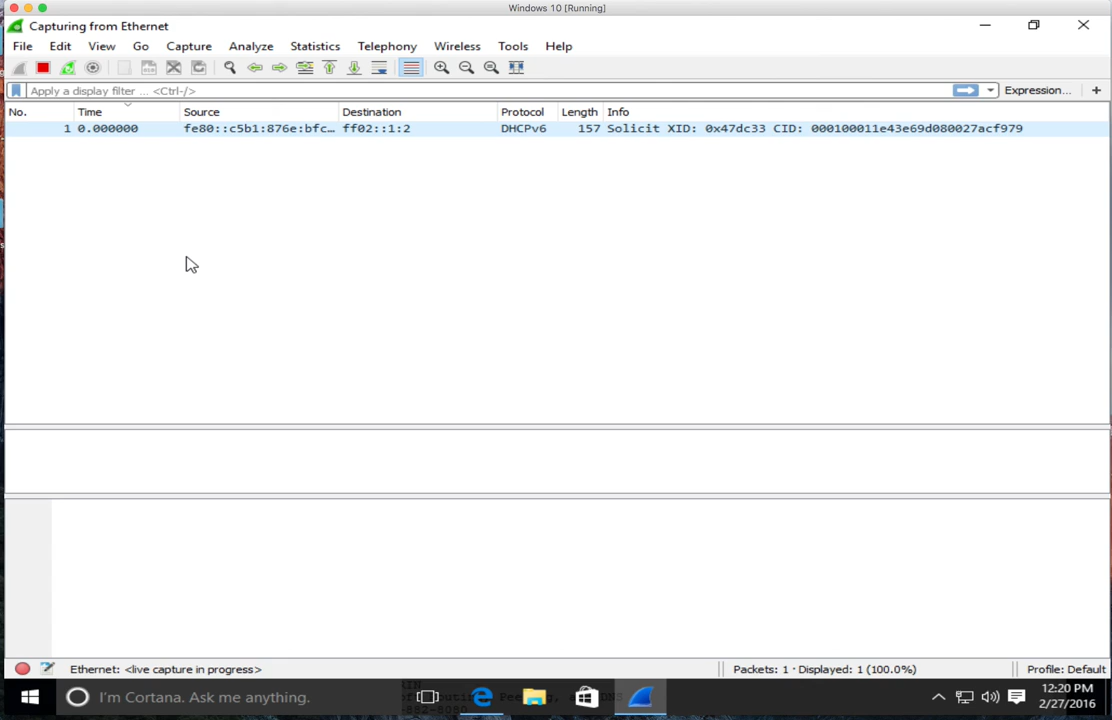 Windows 10 [Running]
Capturing from Ethernet
File Edit View Go Capture Analyze Statistics Telephony Wireless Tools Help
Apply a display filter ... <Ctrl-/> Expression... +
No. Time Source Destination Protocol Length Info
1 0.000000 fe80::c5b1:876e:bfc… ff02::1:2 DHCPv6 157 Solicit XID: 0x47dc33 CID: 000100011e43e69d080027acf979
Ethernet: <live capture in progress> Packets: 1 · Displayed: 1 (100.0%) Profile: Default
I'm Cortana. Ask me anything.
12:20 PM
2/27/2016